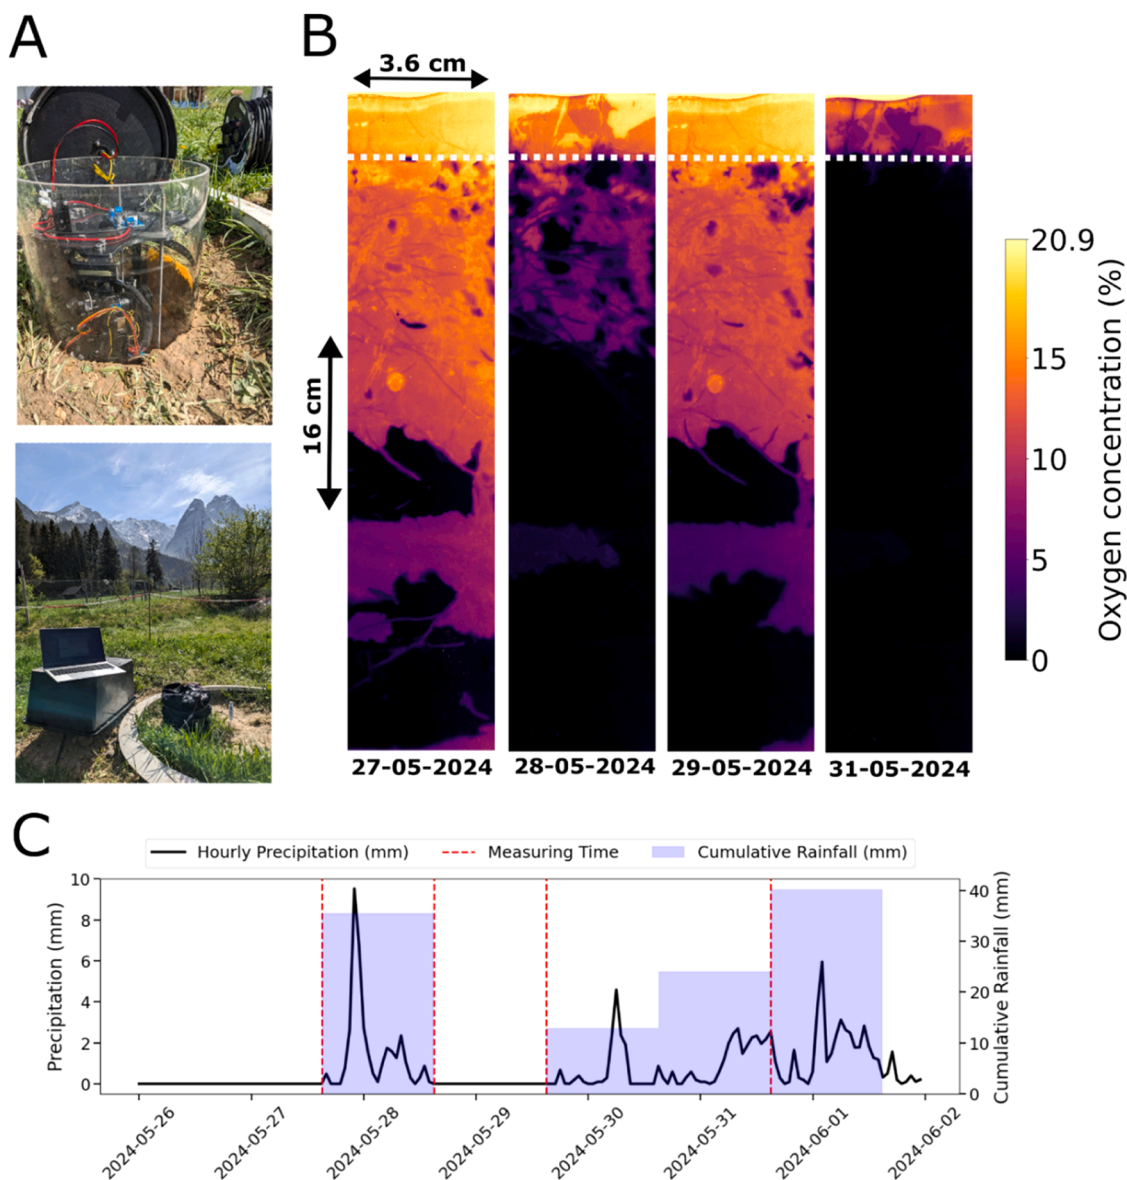 A
B
3.6 cm
16 cm
27-05-2024
28-05-2024
29-05-2024
31-05-2024
20.9
15
10
5
0
Oxygen concentration (%)
C
Hourly Precipitation (mm)
Measuring Time
Cumulative Rainfall (mm)
Precipitation (mm)
10
8
6
4
2
0
40
30
20
10
0
Cumulative Rainfall (mm)
2024-05-26
2024-05-27
2024-05-28
2024-05-29
2024-05-30
2024-05-31
2024-06-01
2024-06-02